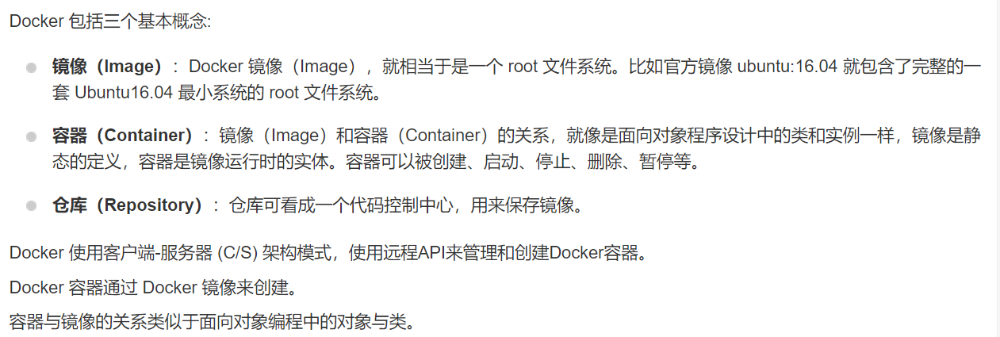 Docker 包括三个基本概念:
镜像（Image）：Docker 镜像（Image），就相当于是一个 root 文件系统。比如官方镜像 ubuntu:16.04 就包含了完整的一
套 Ubuntu16.04 最小系统的 root 文件系统。
容器（Container）：镜像（Image）和容器（Container）的关系，就像是面向对象程序设计中的类和实例一样，镜像是静
态的定义，容器是镜像运行时的实体。容器可以被创建、启动、停止、删除、暂停等。
仓库（Repository）：仓库可看成一个代码控制中心，用来保存镜像。
Docker 使用客户端-服务器 (C/S) 架构模式，使用远程API来管理和创建Docker容器。
Docker 容器通过 Docker 镜像来创建。
容器与镜像的关系类似于面向对象编程中的对象与类。